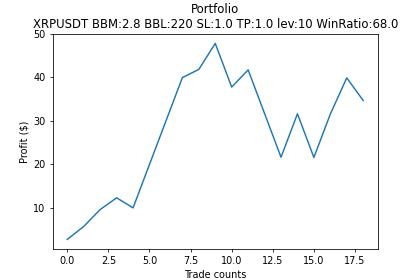 Portfolio
XRPUSDT BBM:2.8 BBL:220 SL:1.0 TP:1.0 lev:10 WinRatio:68.0
50
40
30
20
10
Profit ($)
0.0 2.5 5.0 7.5 10.0 12.5 15.0 17.5
Trade counts